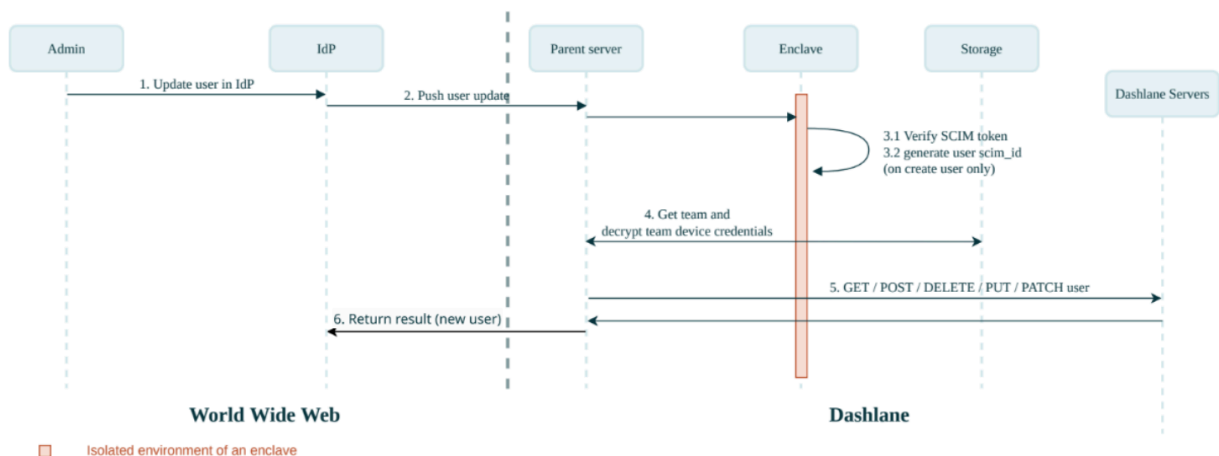 Admin
IdP
Parent server
Enclave
Storage
Dashlane Servers
1. Update user in IdP
2. Push user update
3.1 Verify SCIM token
3.2 generate user scim_id
(on create user only)
4. Get team and
decrypt team device credentials
5. GET / POST / DELETE / PUT / PATCH user
6. Return result (new user)
World Wide Web
Dashlane
Isolated environment of an enclave